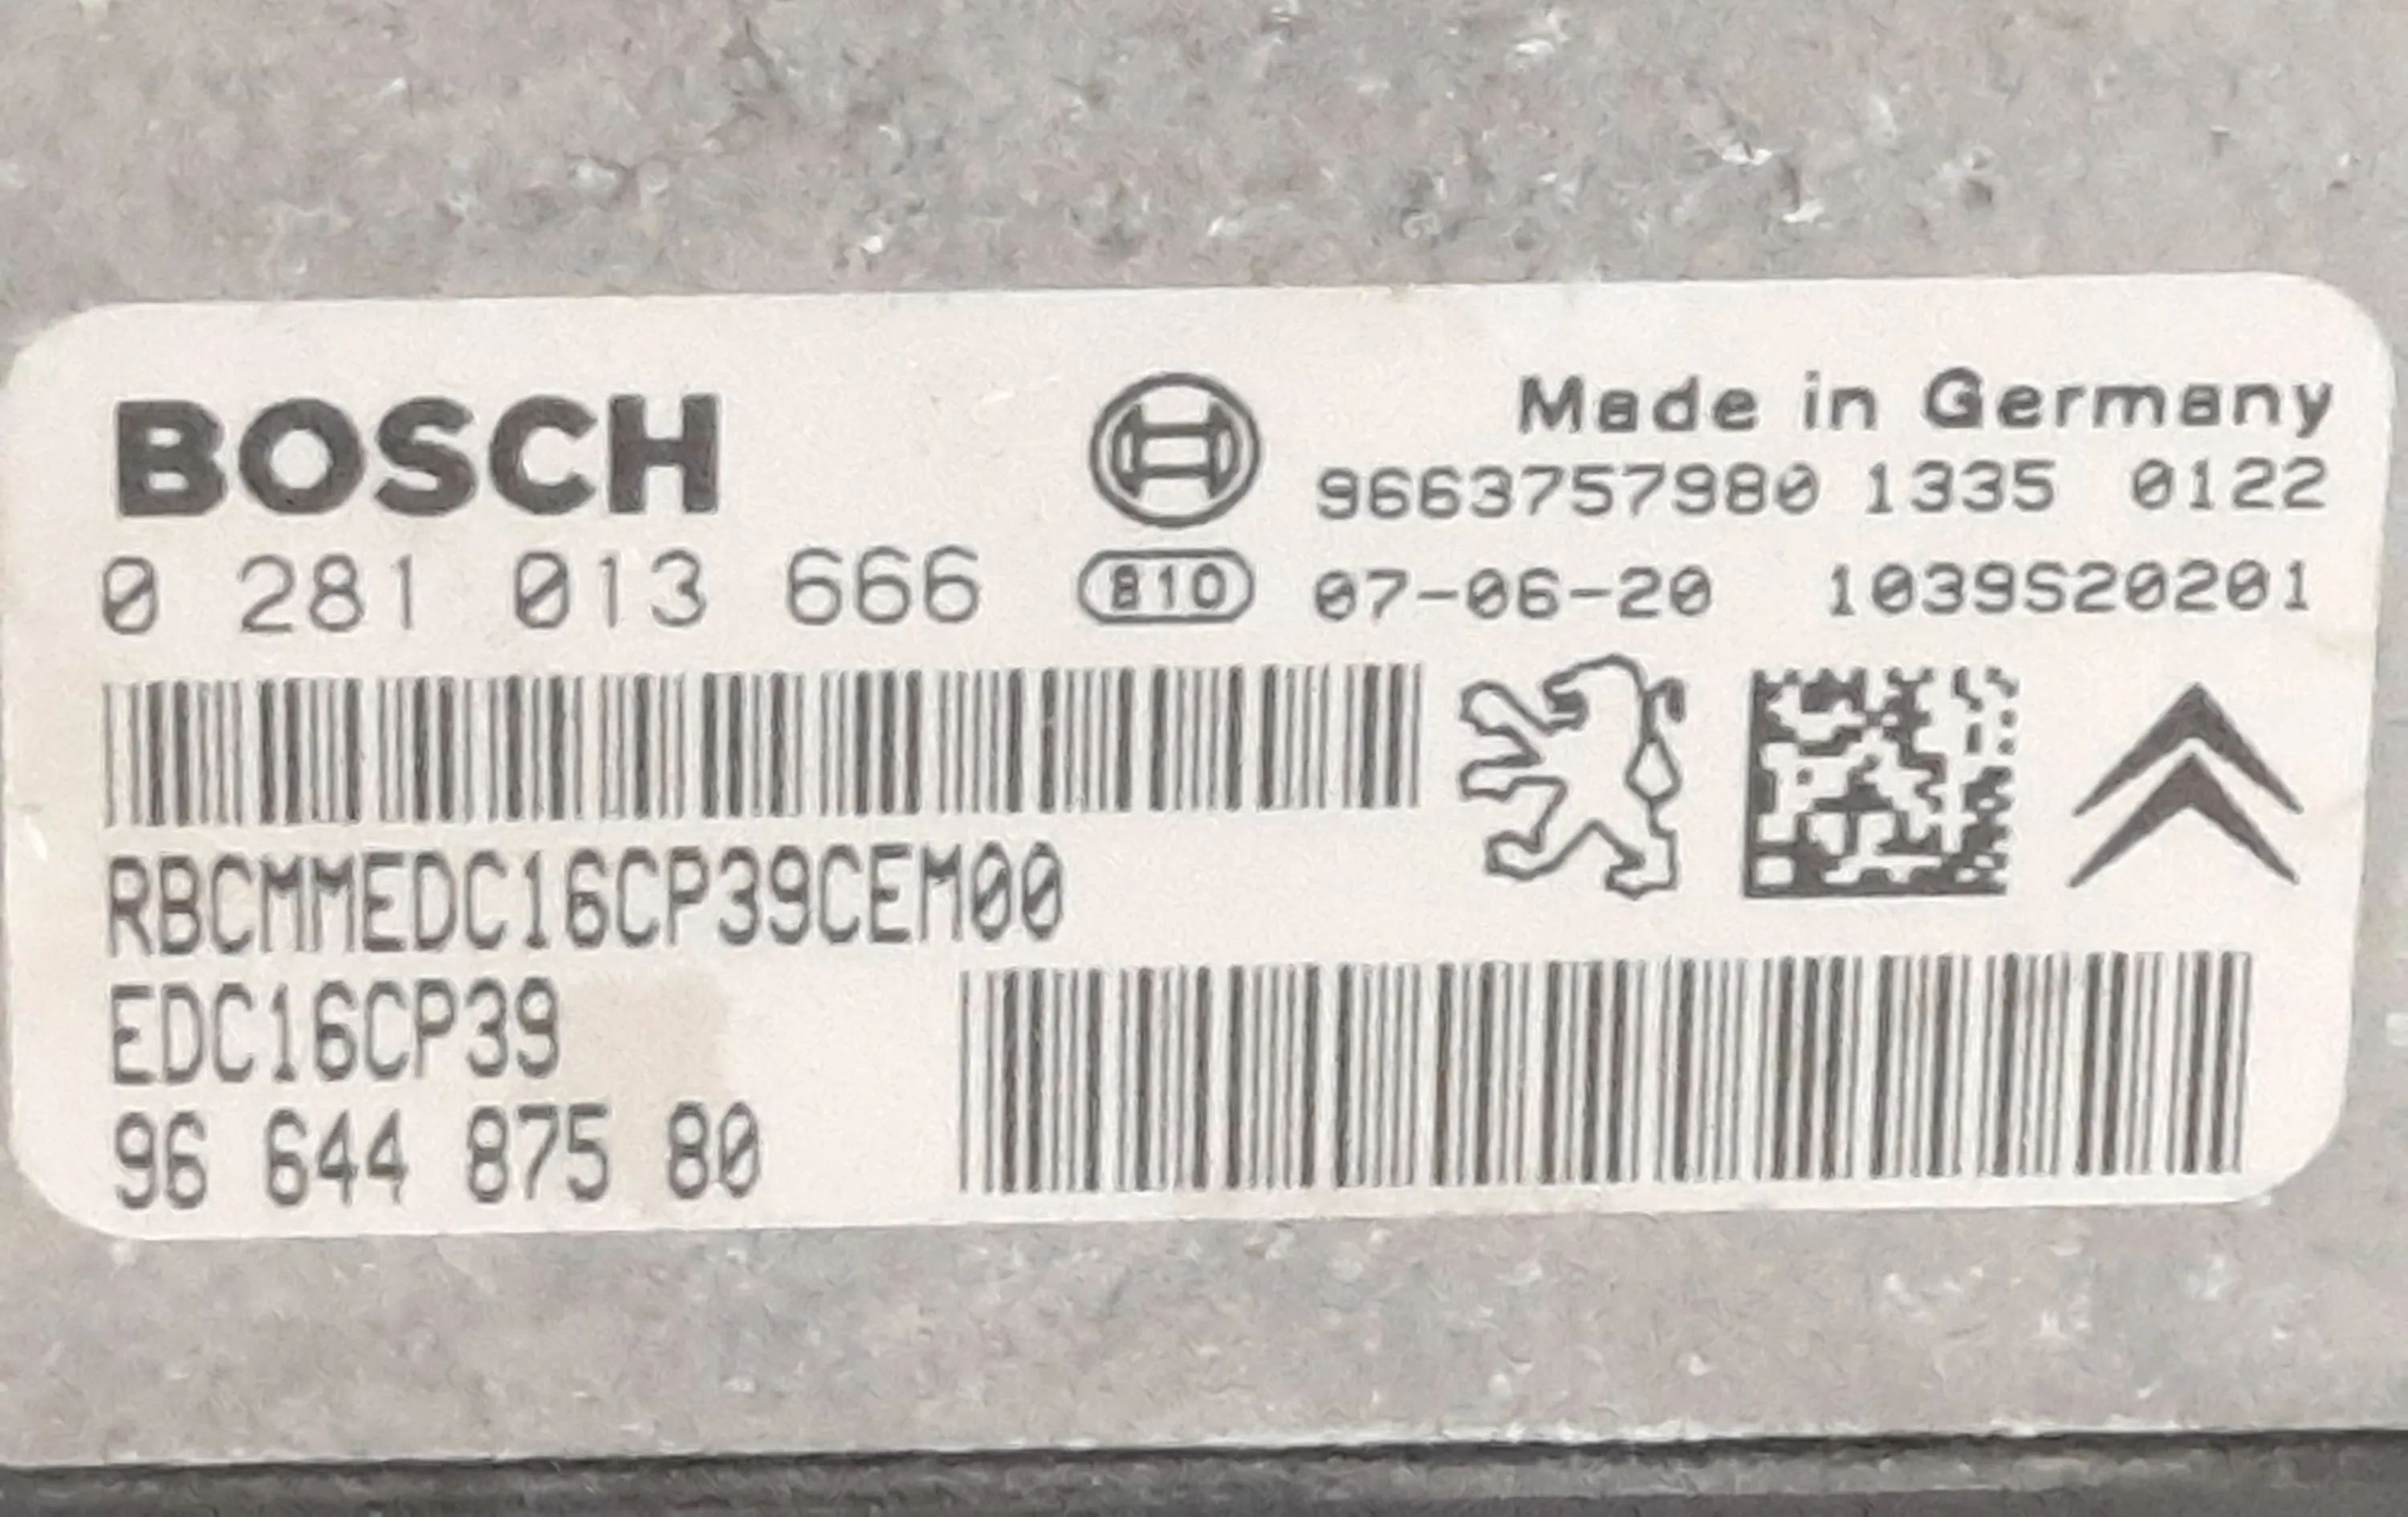 BOSCH
Made in Germany
9663757980 1335 0122
0 281 013 666
810
07-06-20 1039S20201
RBCMMEDC16CP39CEM00
EDC16CP39
96 644 875 80